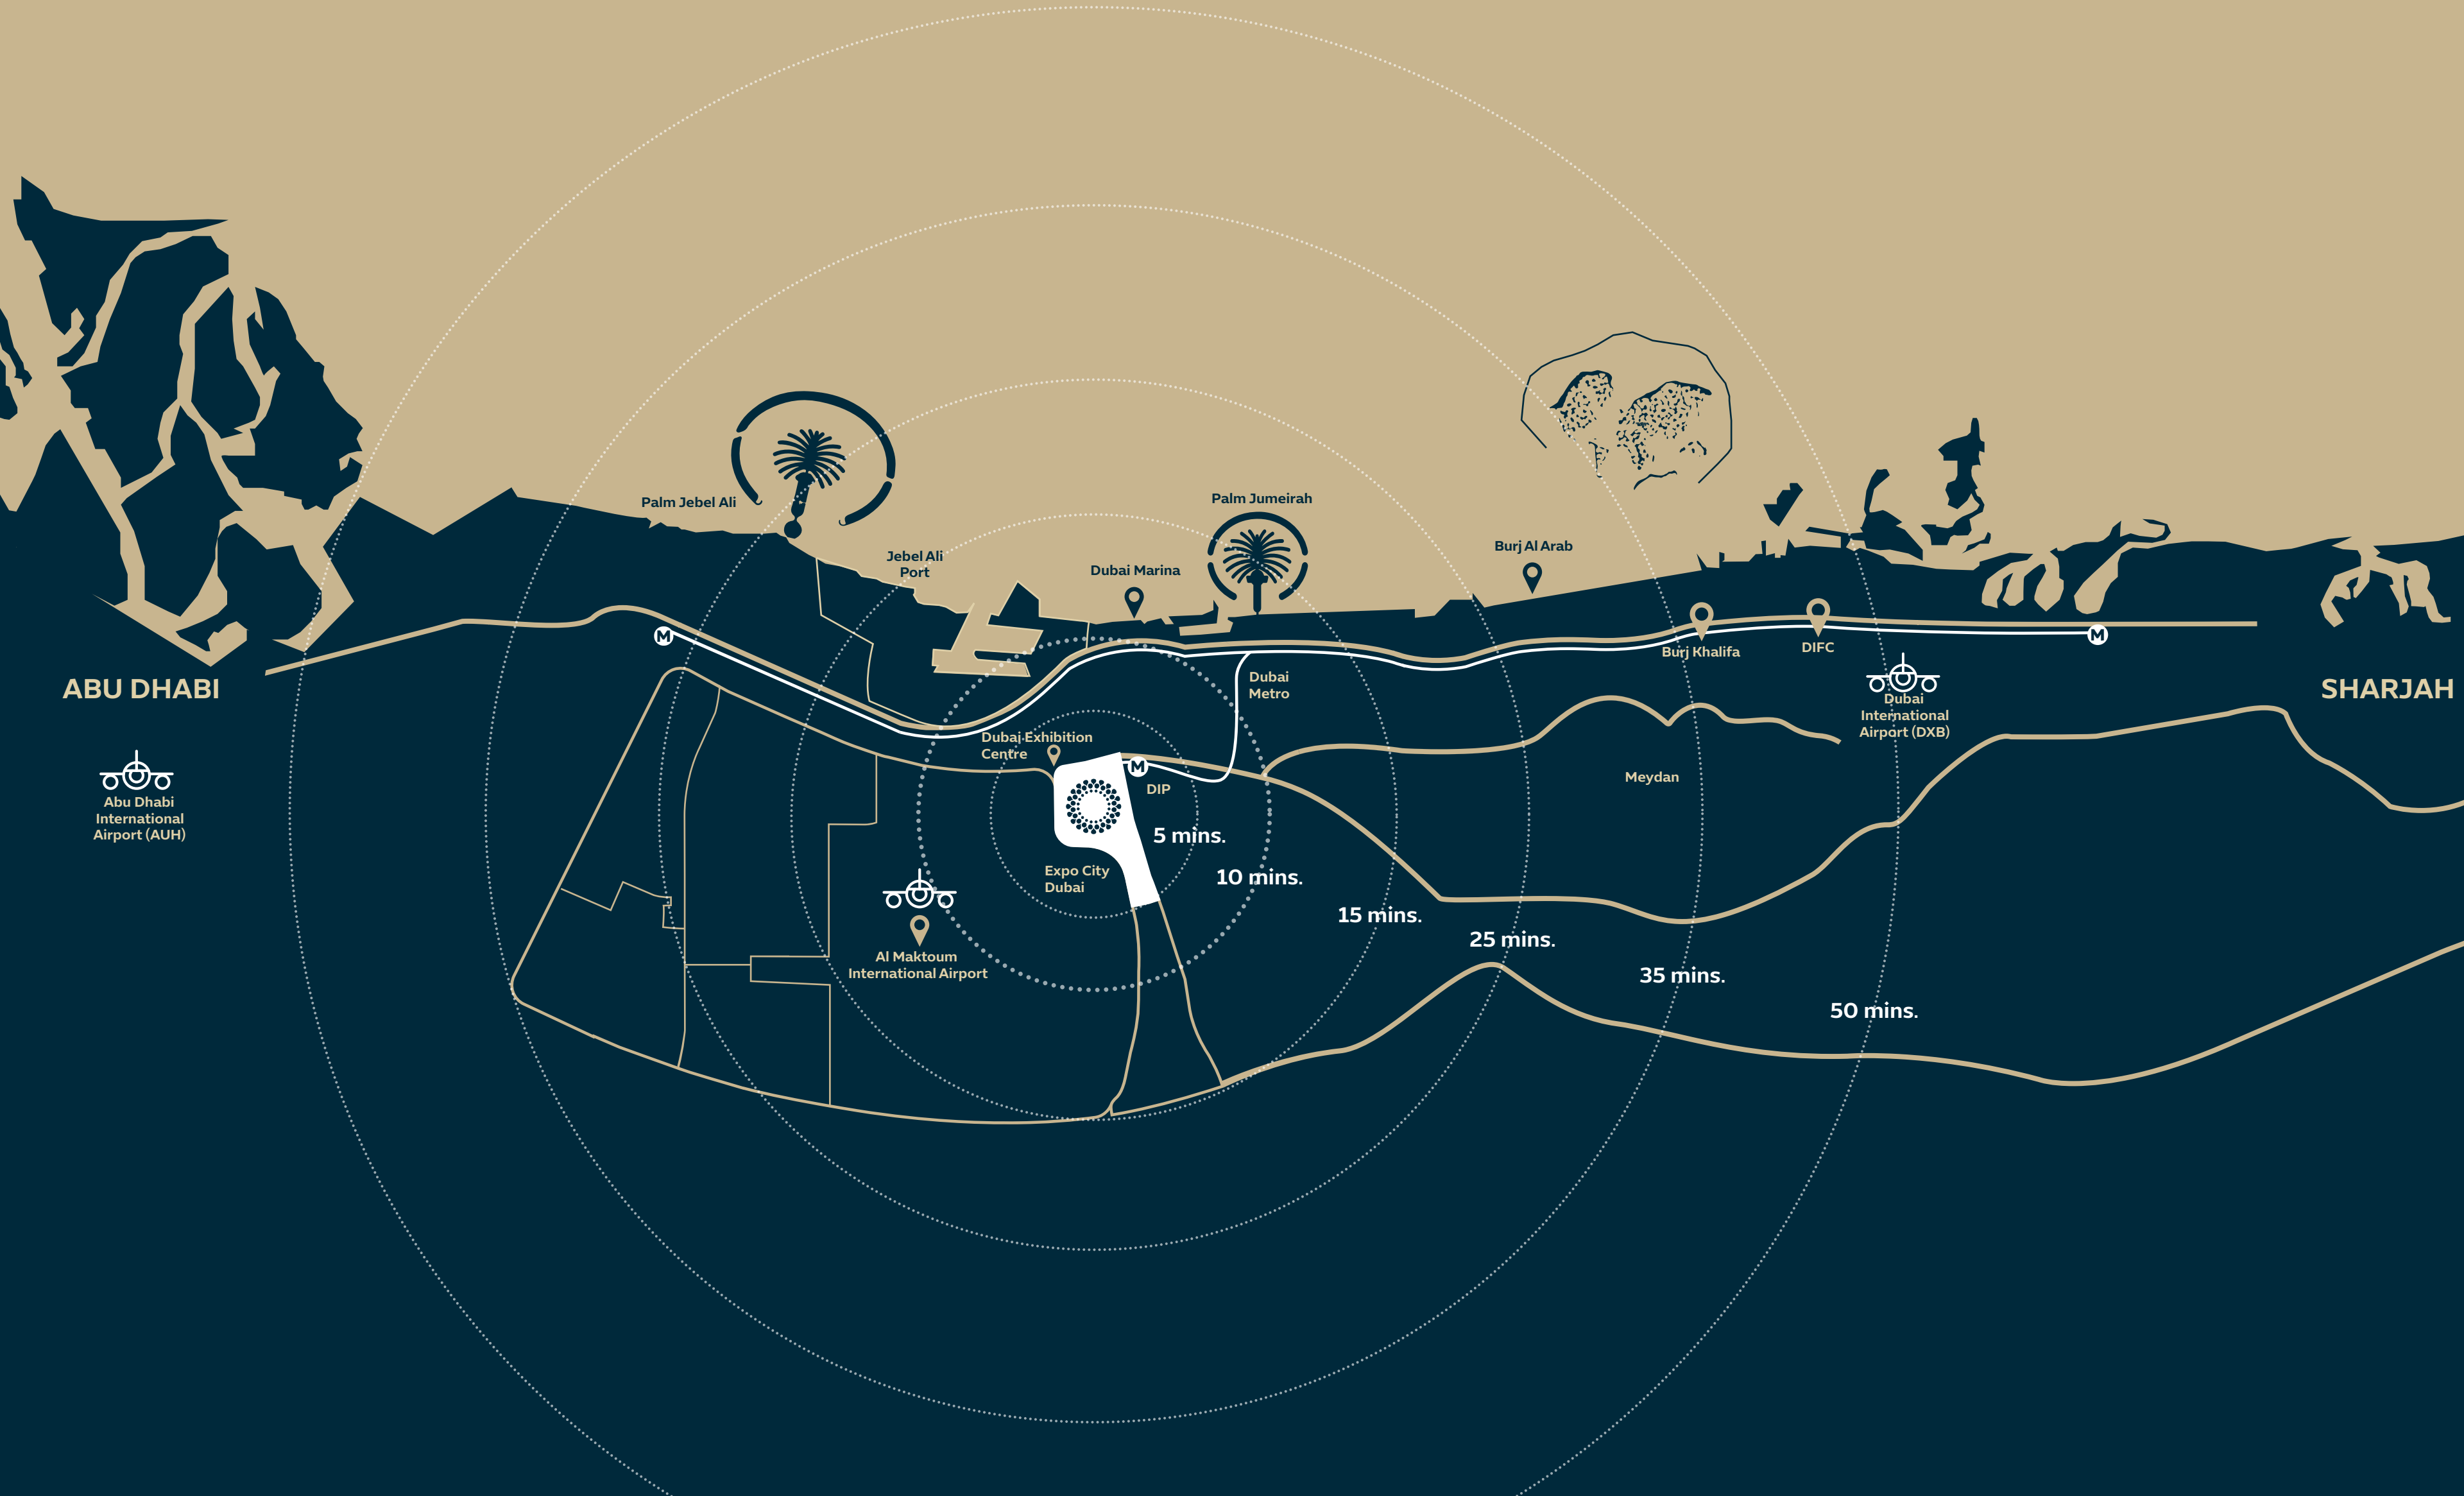 Palm Jebel Ali
Palm Jumeirah
Jebel Ali
Port
Dubai Marina
Burj Al Arab
M
M
Burj Khalifa
DIFC
Dubai
Metro
ABU DHABI
SHARJAH
Dubai
International
Airport (DXB)
Dubai Exhibition
Centre
M
DIP
Meydan
Abu Dhabi
International
Airport (AUH)
5 mins.
Expo City
Dubai
10 mins.
15 mins.
25 mins.
Al Maktoum
International Airport
35 mins.
50 mins.